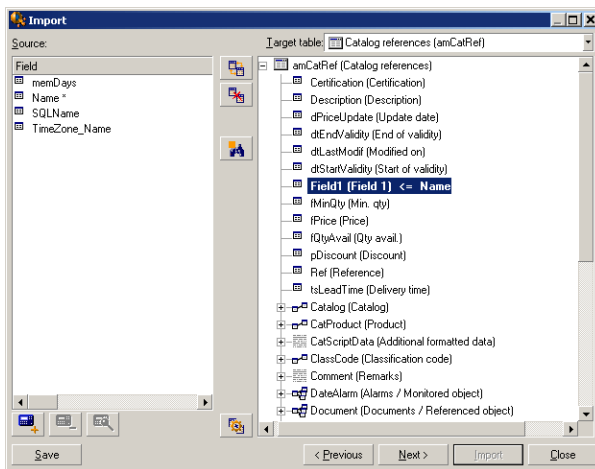 Import
Source:
Target table: Catalog references (amCatRef)
Field
memDays
Name *
SQLName
TimeZone_Name
amCatRef (Catalog references)
Certification (Certification)
Description (Description)
dPriceUpdate (Update date)
dtEndValidity (End of validity)
dtLastModif (Modified on)
dtStartValidity (Start of validity)
Field1 (Field 1) <= Name
fMinQty (Min. qty)
fPrice (Price)
fQtyAvail (Qty avail.)
pDiscount (Discount)
Ref (Reference)
tsLeadTime (Delivery time)
Catalog (Catalog)
CatProduct (Product)
CatScriptData (Additional formatted data)
ClassCode (Classification code)
Comment (Remarks)
DateAlarm (Alarms / Monitored object)
Document (Documents / Referenced object)
Save
< Previous
Next >
Import
Close